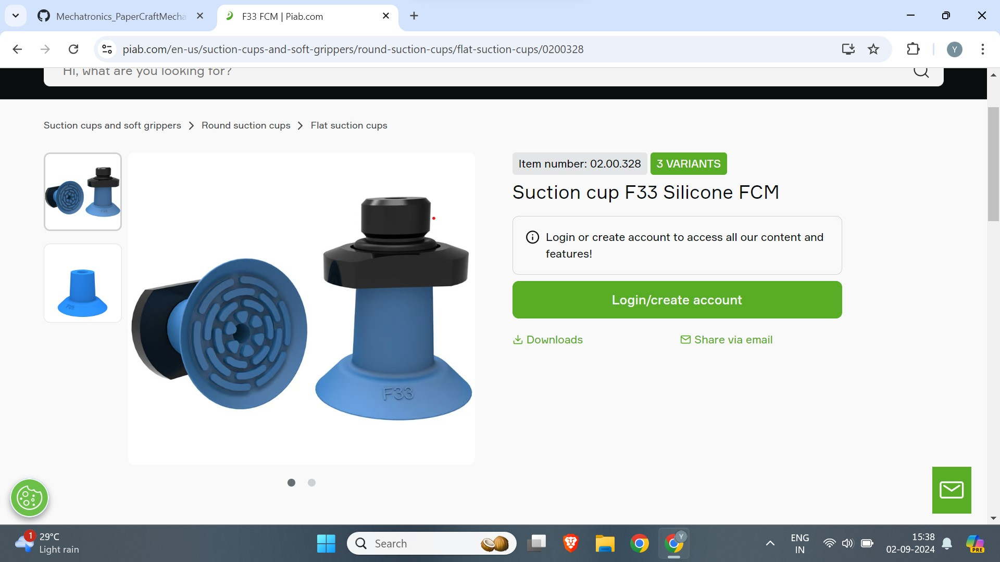 Mechatronics_PaperCraftMecha
F33 FCM | Piab.com
piab.com/en-us/suction-cups-and-soft-grippers/round-suction-cups/flat-suction-cups/0200328
Y
Hi, what are you looking for?
Suction cups and soft grippers
Round suction cups
Flat suction cups
Item number: 02.00.328
3 VARIANTS
Suction cup F33 Silicone FCM
Login or create account to access all our content and
features!
Login/create account
Downloads
Share via email
F33
1
29°C
Light rain
Search
Y
ENG
IN
15:38
02-09-2024
PRE